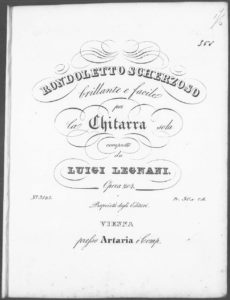 RONDOLETTO SCHERZOSO
brillante e facile
per
la Chitarra sola
composto
da
LUIGI LEGNANI.
Opera 204.
Proprietà degli Editori.
VIENNA
presso Artaria e Comp.